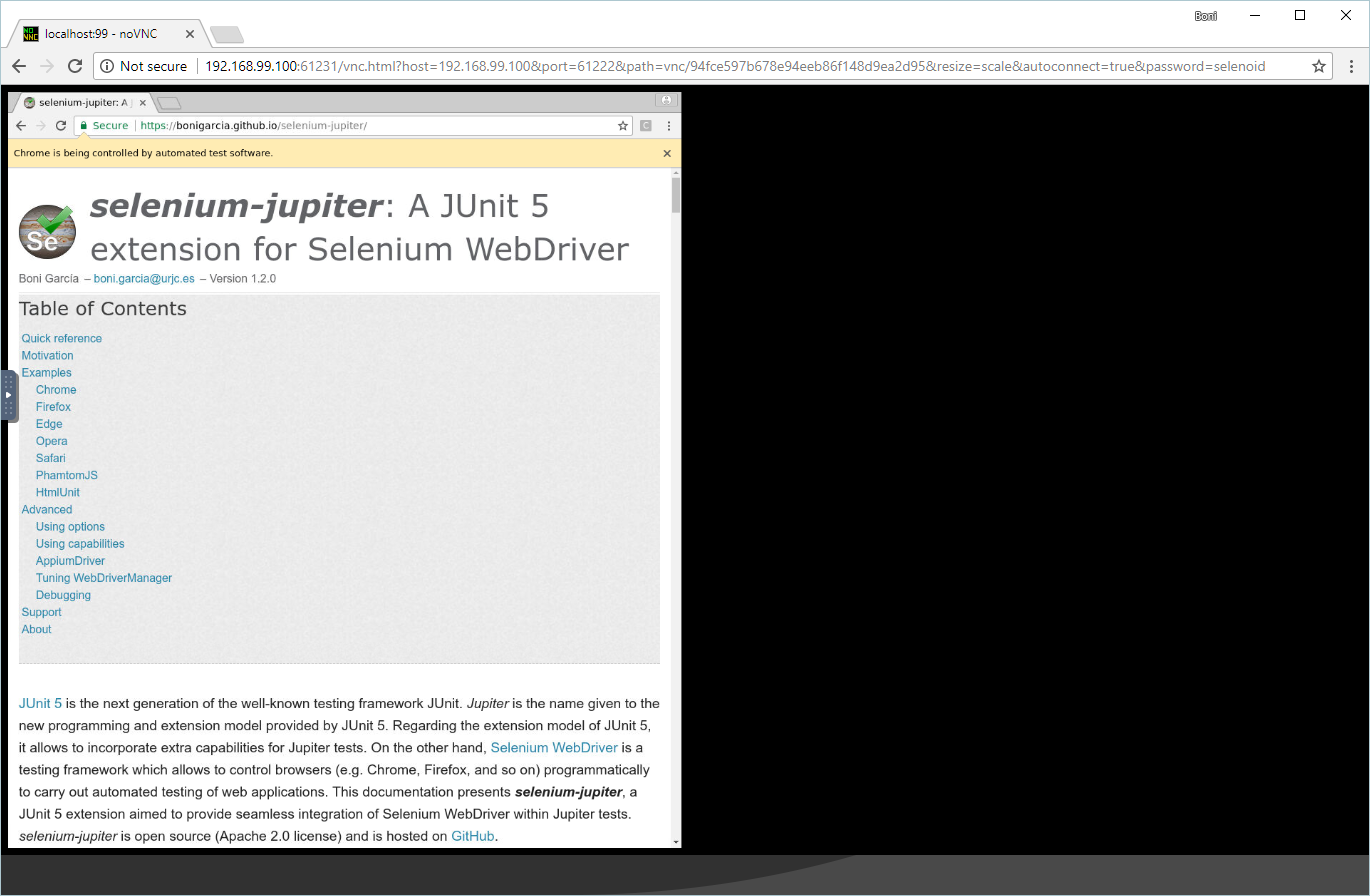 Boni
localhost:99 - noVNC
Not secure 192.168.99.100:61231/vnc.html?host=192.168.99.100&port=61222&path=vnc/94fce597b678e94eeb86f148d9ea2d95&resize=scale&autoconnect=true&password=selenoid
selenium-jupiter: A J
Secure https://bonigarcia.github.io/selenium-jupiter/
Chrome is being controlled by automated test software.
Se
selenium-jupiter: A JUnit 5
extension for Selenium WebDriver
Boni García – boni.garcia@urjc.es – Version 1.2.0
Table of Contents
Quick reference
Motivation
Examples
Chrome
Firefox
Edge
Opera
Safari
PhamtomJS
HtmlUnit
Advanced
Using options
Using capabilities
AppiumDriver
Tuning WebDriverManager
Debugging
Support
About
JUnit 5 is the next generation of the well-known testing framework JUnit. Jupiter is the name given to the
new programming and extension model provided by JUnit 5. Regarding the extension model of JUnit 5,
it allows to incorporate extra capabilities for Jupiter tests. On the other hand, Selenium WebDriver is a
testing framework which allows to control browsers (e.g. Chrome, Firefox, and so on) programmatically
to carry out automated testing of web applications. This documentation presents selenium-jupiter, a
JUnit 5 extension aimed to provide seamless integration of Selenium WebDriver within Jupiter tests.
selenium-jupiter is open source (Apache 2.0 license) and is hosted on GitHub.